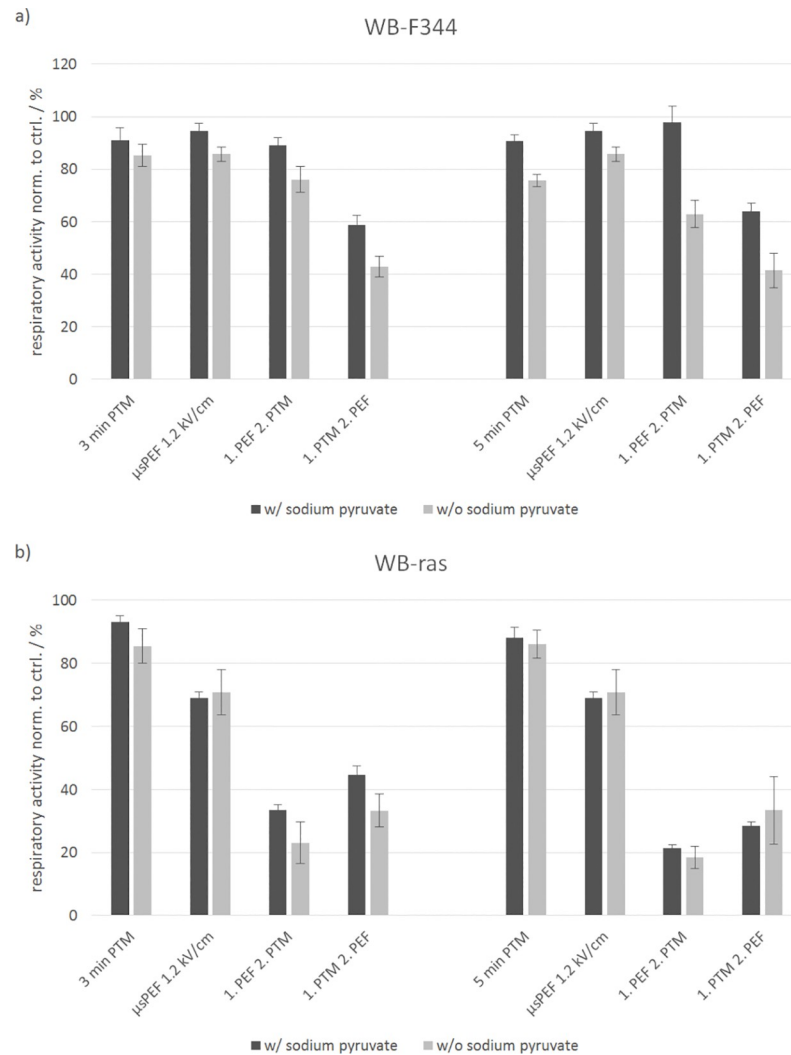 a)
WB-F344
respiratory activity norm. to ctrl. / %
120
100
80
60
40
20
0
3 min PTM
µsPEF 1.2 kV/cm
1. PEF 2. PTM
1. PTM 2. PEF
5 min PTM
µsPEF 1.2 kV/cm
1. PEF 2. PTM
1. PTM 2. PEF
w/ sodium pyruvate w/o sodium pyruvate
b)
WB-ras
respiratory activity norm. to ctrl. / %
100
80
60
40
20
0
3 min PTM
µsPEF 1.2 kV/cm
1. PEF 2. PTM
1. PTM 2. PEF
5 min PTM
µsPEF 1.2 kV/cm
1. PEF 2. PTM
1. PTM 2. PEF
w/ sodium pyruvate w/o sodium pyruvate